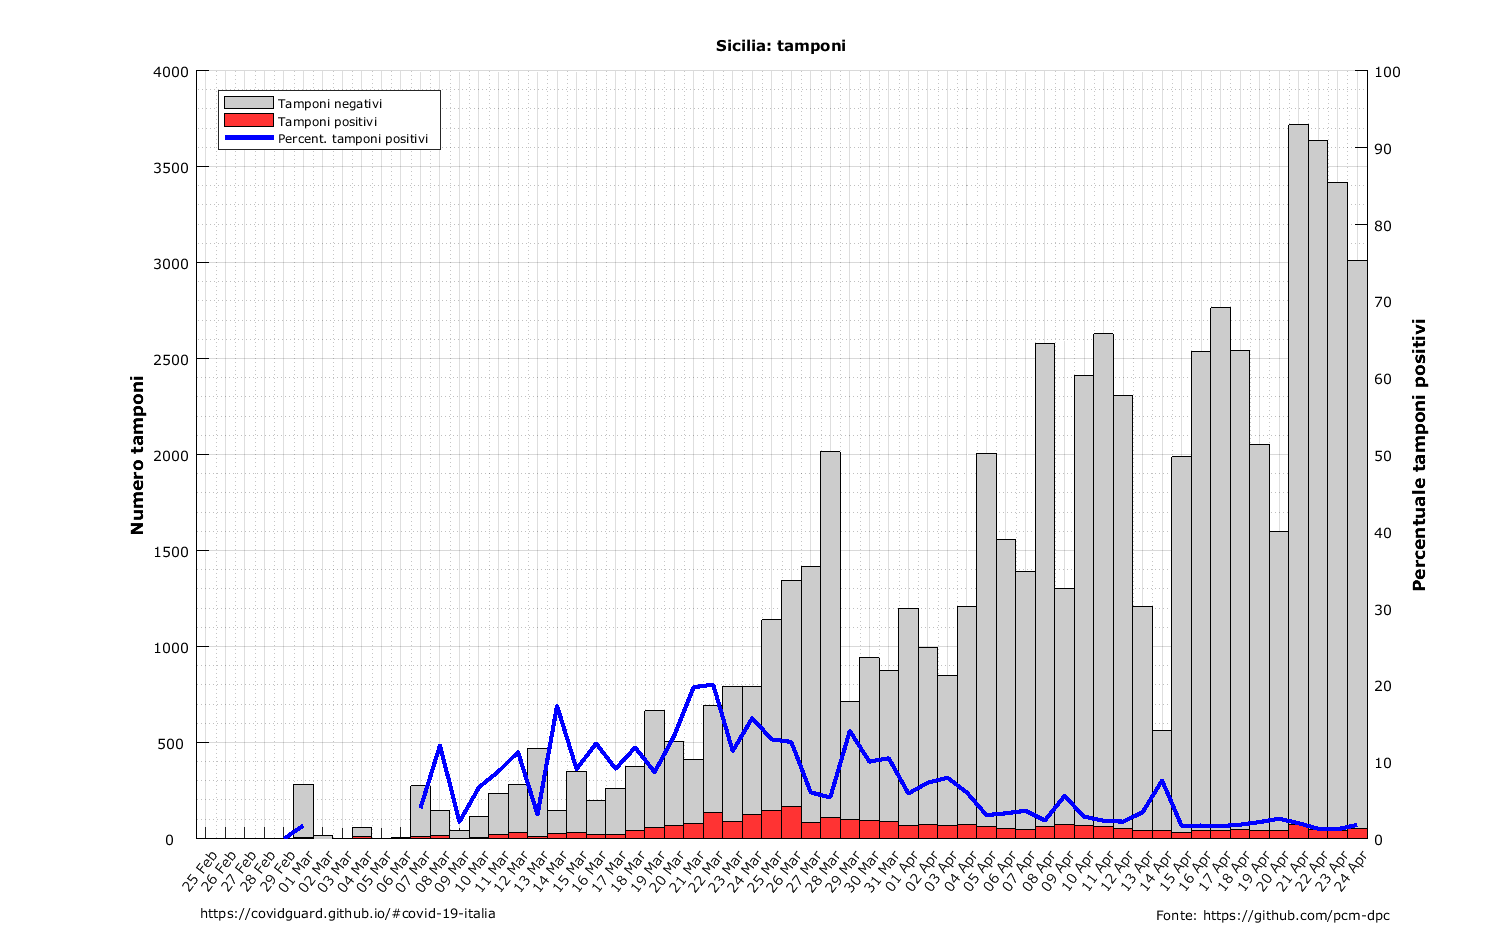 Sicilia: tamponi
4000
3500
3000
2500
2000
1500
1000
500
0
Numero tamponi
Tamponi negativi
Tamponi positivi
Percent. tamponi positivi
100
90
80
70
60
50
40
30
20
10
0
Percentuale tamponi positivi
25 Feb
26 Feb
27 Feb
28 Feb
29 Feb
01 Mar
02 Mar
03 Mar
04 Mar
05 Mar
06 Mar
07 Mar
08 Mar
09 Mar
10 Mar
11 Mar
12 Mar
13 Mar
14 Mar
15 Mar
16 Mar
17 Mar
18 Mar
19 Mar
20 Mar
21 Mar
22 Mar
23 Mar
24 Mar
25 Mar
26 Mar
27 Mar
28 Mar
29 Mar
30 Mar
31 Mar
01 Apr
02 Apr
03 Apr
04 Apr
05 Apr
06 Apr
07 Apr
08 Apr
09 Apr
10 Apr
11 Apr
12 Apr
13 Apr
14 Apr
15 Apr
16 Apr
17 Apr
18 Apr
19 Apr
20 Apr
21 Apr
22 Apr
23 Apr
24 Apr
https://covidguard.github.io/#covid-19-italia
Fonte: https://github.com/pcm-dpc